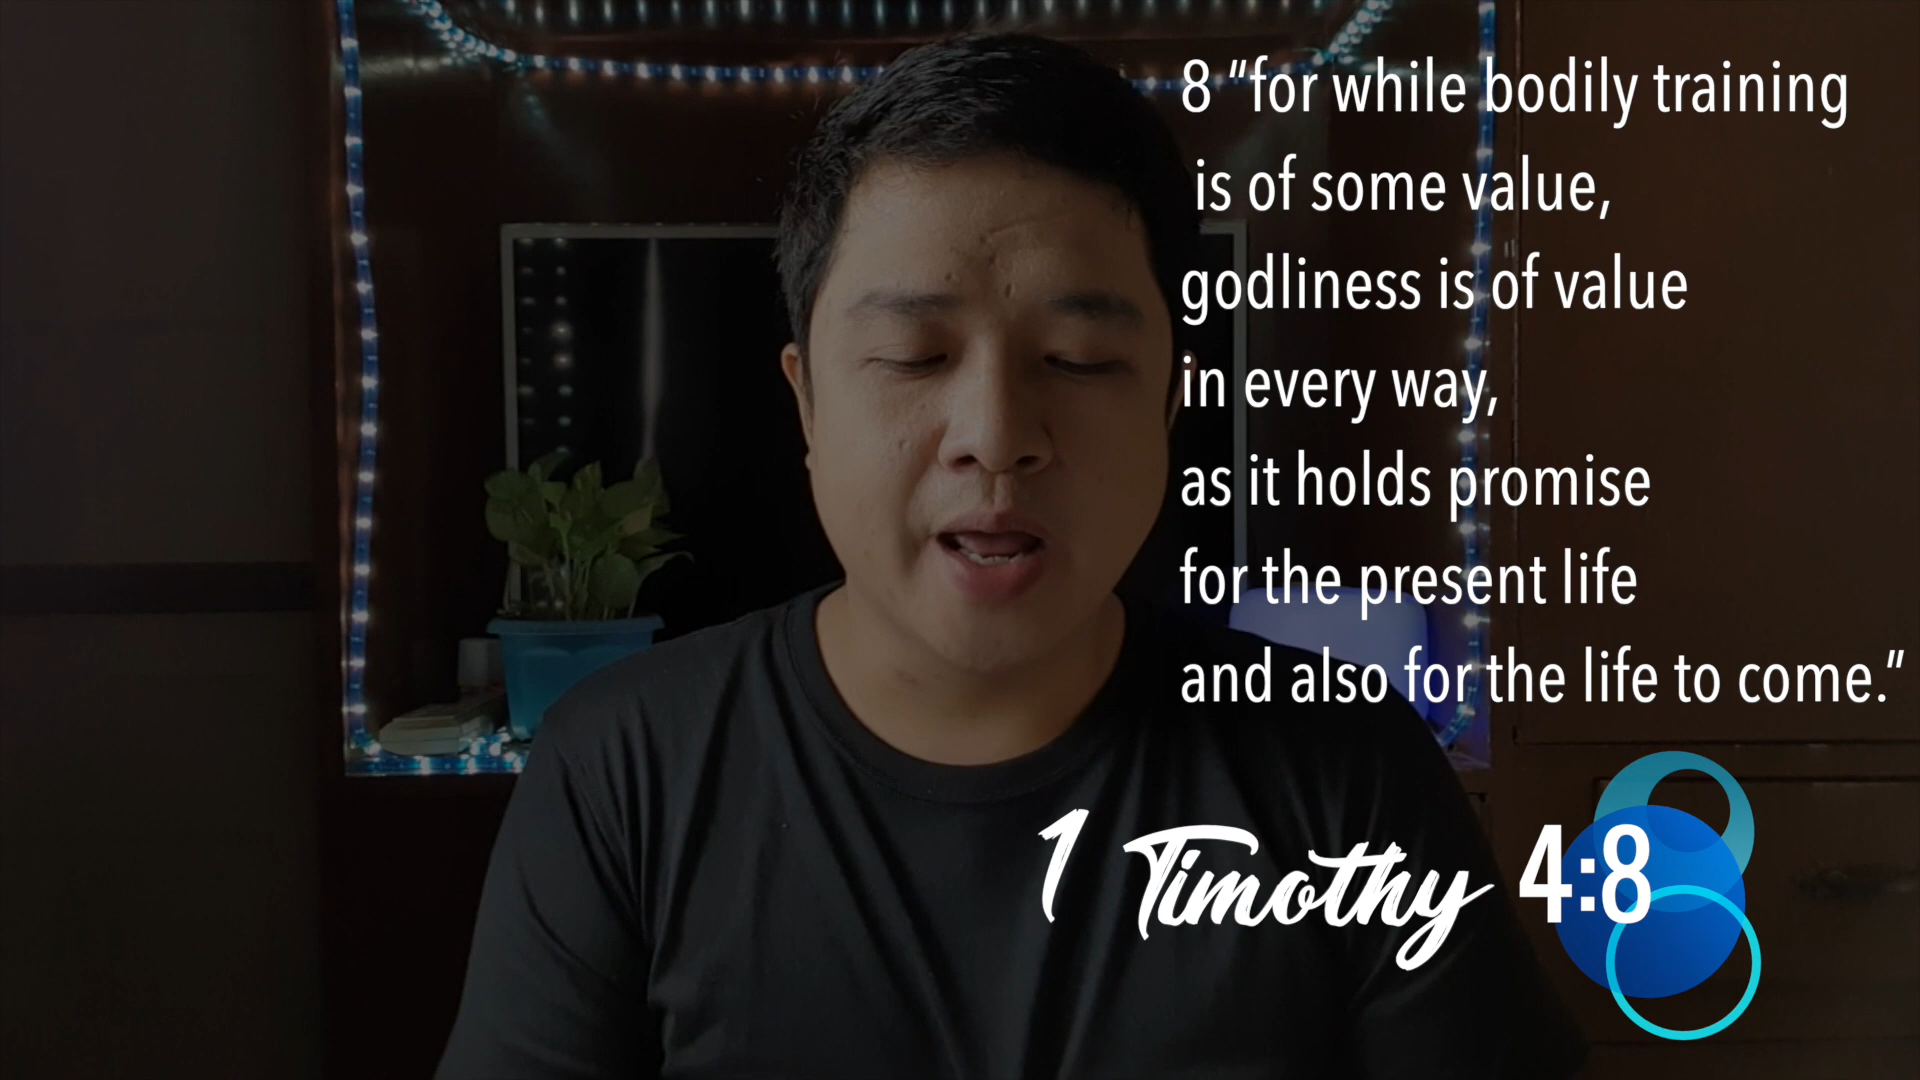 8 “for while bodily training
is of some value,
godliness is of value
in every way,
as it holds promise
for the present life
and also for the life to come.”
1 Timothy 4:8